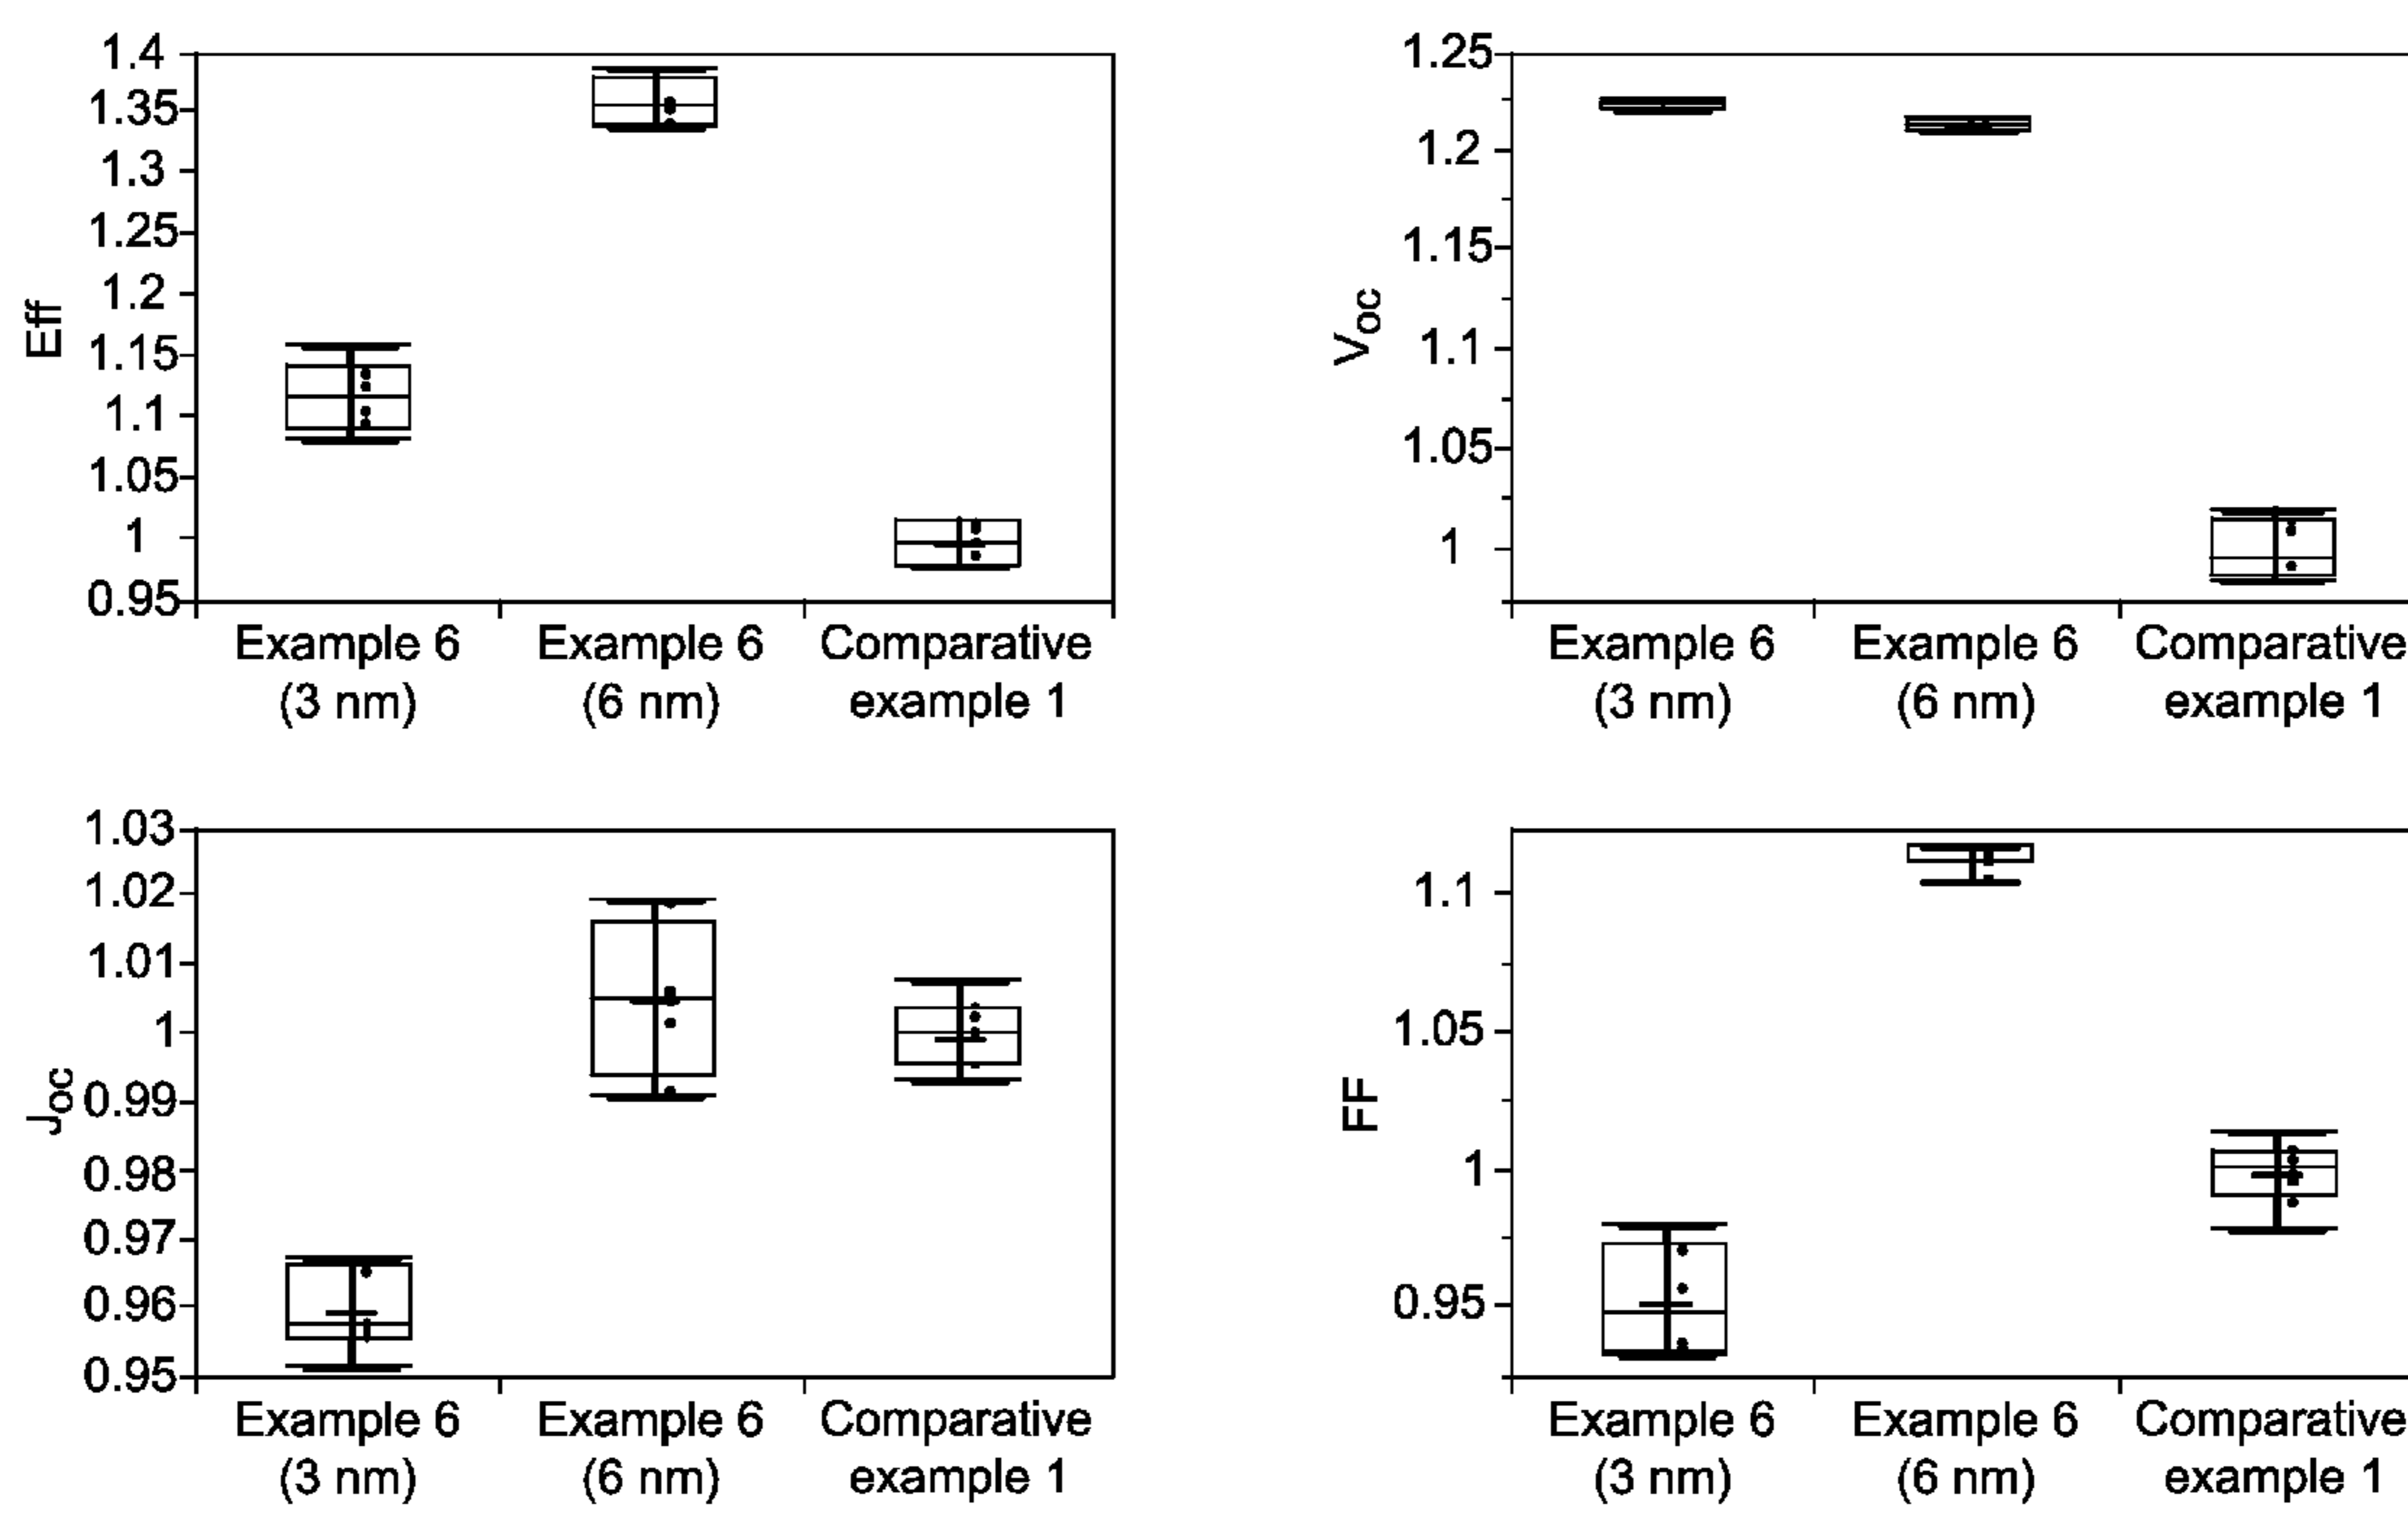 Eff
1.4
1.35
1.3
1.25
1.2
1.15
1.1
1.05
1
0.95
Example 6
(3 nm)
Example 6
(6 nm)
Comparative
example 1
Voc
1.25
1.2
1.15
1.1
1.05
1
Example 6
(3 nm)
Example 6
(6 nm)
Comparative
example 1
Joc
1.03
1.02
1.01
1
0.99
0.98
0.97
0.96
0.95
Example 6
(3 nm)
Example 6
(6 nm)
Comparative
example 1
FF
1.1
1.05
1
0.95
Example 6
(3 nm)
Example 6
(6 nm)
Comparative
example 1